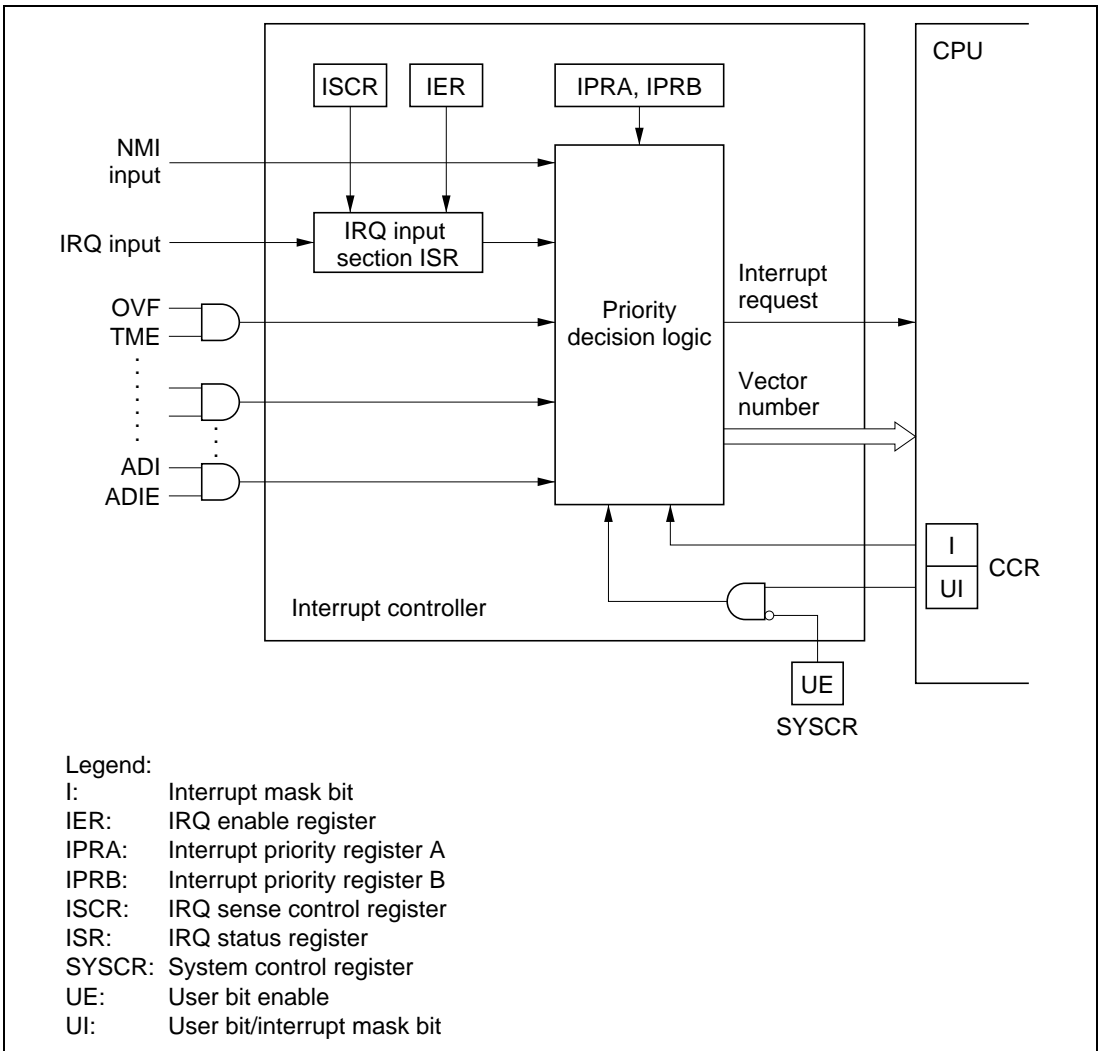 CPU
ISCR
IER
IPRA, IPRB
NMI
input
IRQ input
IRQ input
section ISR
OVF
TME
Priority
decision logic
Interrupt
request
Vector
number
ADI
ADIE
I
UI
CCR
Interrupt controller
UE
SYSCR
Legend:
I: Interrupt mask bit
IER: IRQ enable register
IPRA: Interrupt priority register A
IPRB: Interrupt priority register B
ISCR: IRQ sense control register
ISR: IRQ status register
SYSCR: System control register
UE: User bit enable
UI: User bit/interrupt mask bit